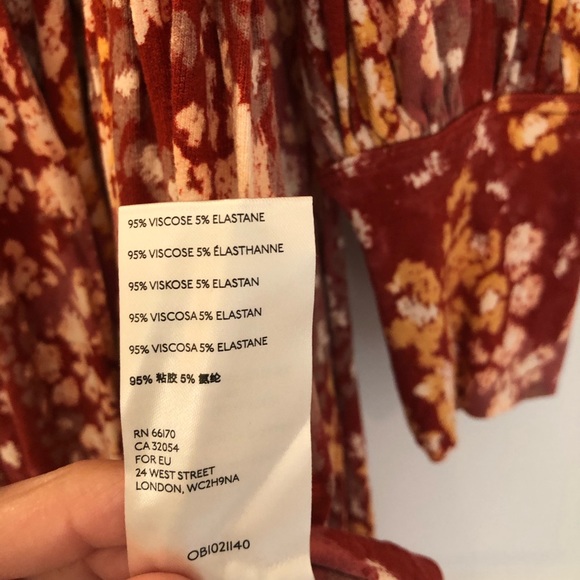 95% VISCOSE 5% ELASTANE
95% VISCOSE 5% ÉLASTHANNE
95% VISKOSE 5% ELASTAN
95% VISCOSA 5% ELASTAN
95% VISCOSA 5% ELASTANE
95% 粘胶 5% 氨纶
RN 66170
CA 32054
FOR EU
24 WEST STREET
LONDON, WC2H9NA
OB1021140